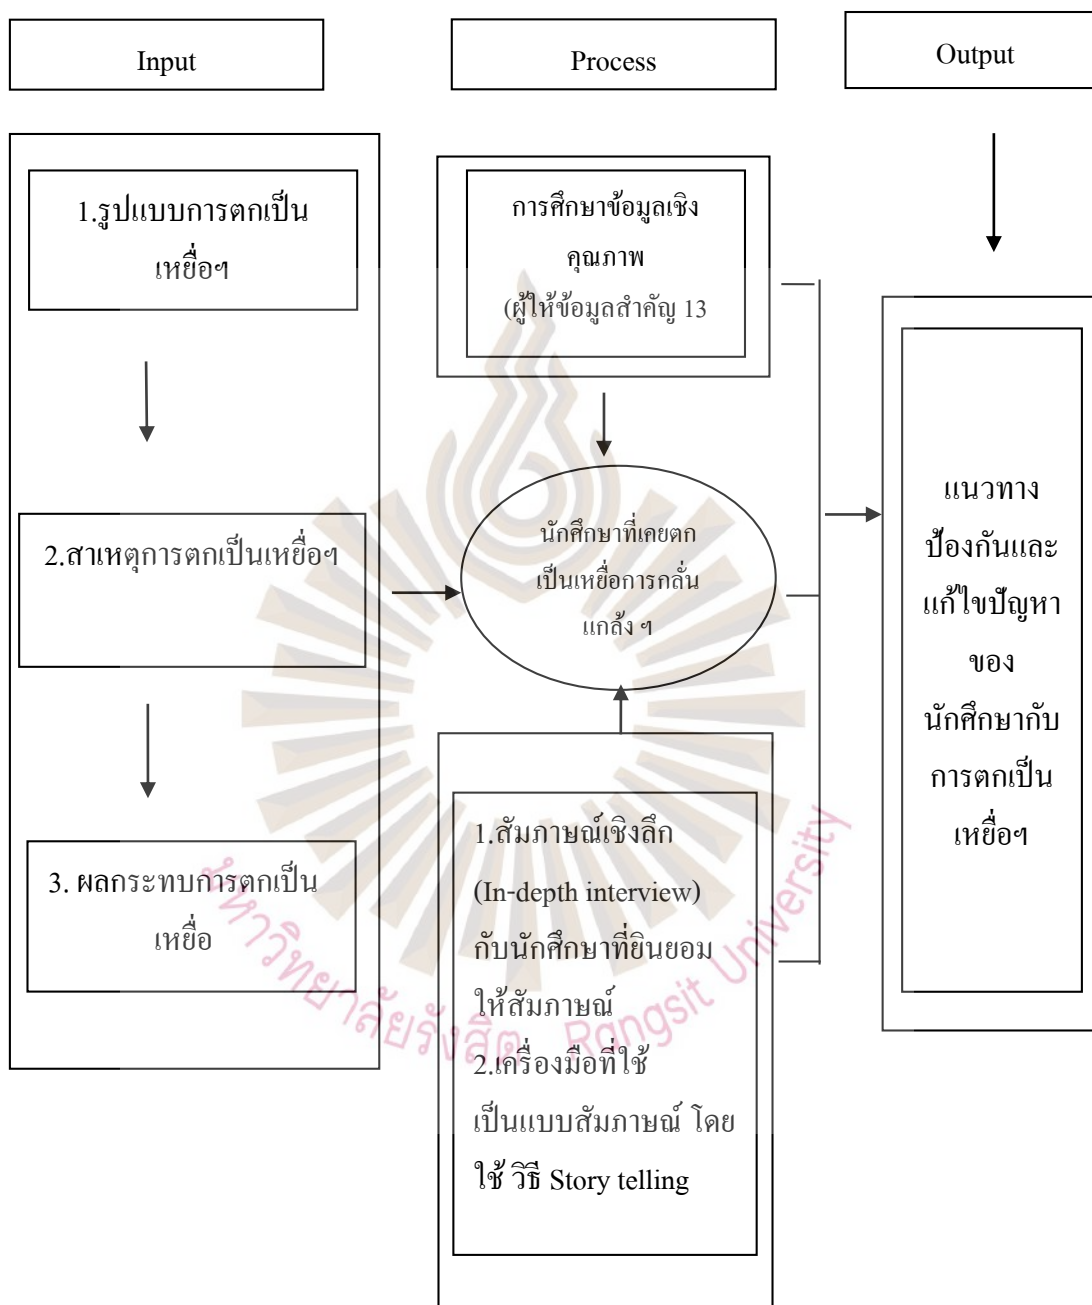 Input
Process
Output
1.รูปแบบการตกเป็น
เหยื่อฯ
2.สาเหตุการตกเป็นเหยื่อฯ
3. ผลกระทบการตกเป็น
เหยื่อ
การศึกษาข้อมูลเชิง
คุณภาพ
(ผู้ให้ข้อมูลสำคัญ 13
นักศึกษาที่เคยตก
เป็นเหยื่อการกลั่น
แกล้ง ฯ
1.สัมภาษณ์เชิงลึก
(In-depth interview)
กับนักศึกษาที่ยินยอม
ให้สัมภาษณ์
2.เครื่องมือที่ใช้
เป็นแบบสัมภาษณ์ โดย
ใช้ วิธี Story telling
แนวทาง
ป้องกันและ
แก้ไขปัญหา
ของ
นักศึกษากับ
การตกเป็น
เหยื่อฯ
มหาวิทยาลัยรังสิต Rangsit University